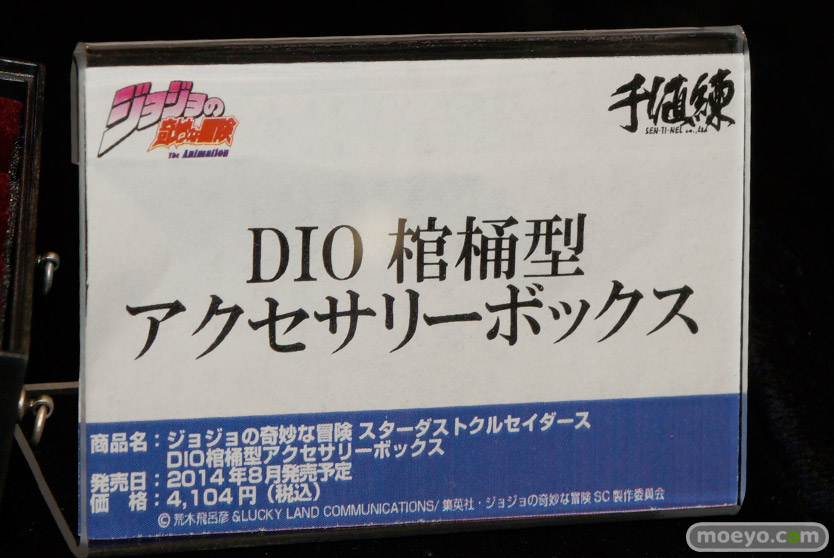 ジョジョの
奇妙な冒険
The Animation
千値練
SEN-TI-NEL co.,Ltd
DIO 棺桶型
アクセサリーボックス
商品名：ジョジョの奇妙な冒険 スターダストクルセイダース
DIO棺桶型アクセサリーボックス
発売日：2014年8月発売予定
価　格：4,104円（税込）
© 荒木飛呂彦&LUCKY LAND COMMUNICATIONS/ 集英社・ジョジョの奇妙な冒険 SC 製作委員会
moeyo.com